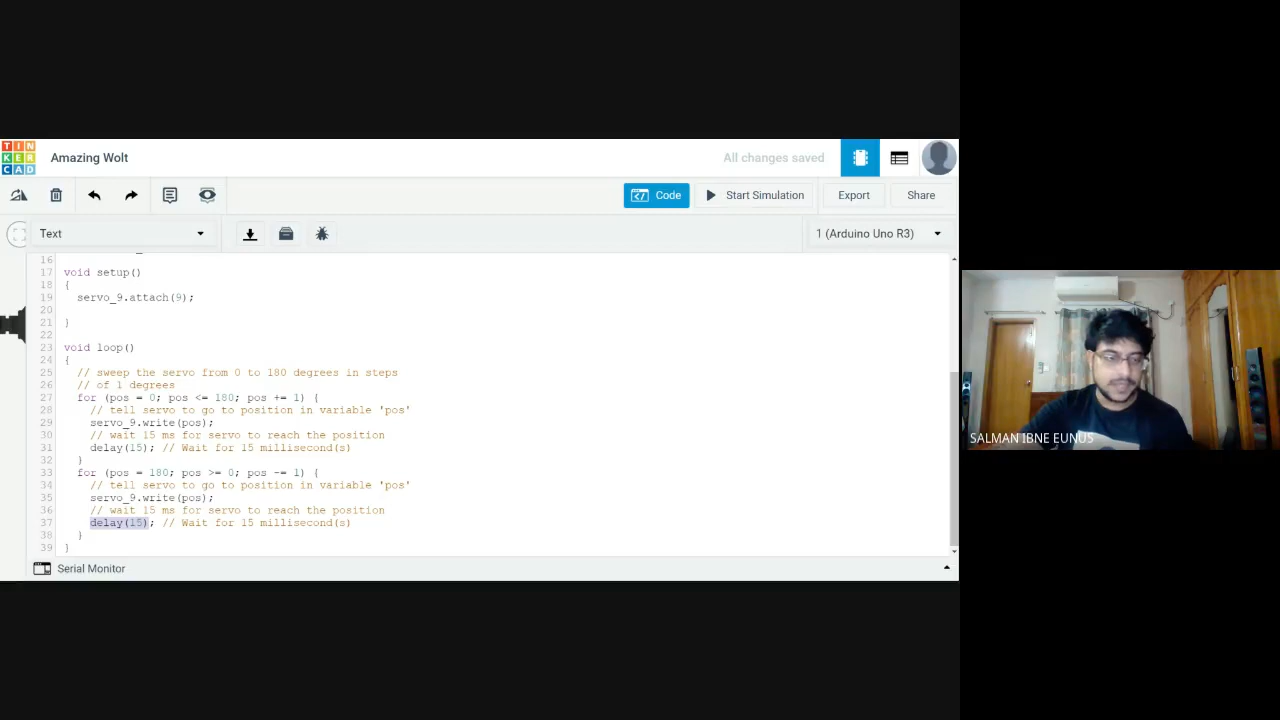 TIN
KER
CAD
Amazing Wolt
All changes saved
Code
Start Simulation
Export
Share
Text
1 (Arduino Uno R3)
16
17 void setup()
18 {
19 servo_9.attach(9);
20
21 }
22
23 void loop()
24 {
25 // sweep the servo from 0 to 180 degrees in steps
26 // of 1 degrees
27 for (pos = 0; pos <= 180; pos += 1) {
28 // tell servo to go to position in variable 'pos'
29 servo_9.write(pos);
30 // wait 15 ms for servo to reach the position
31 delay(15); // Wait for 15 millisecond(s)
32 }
33 for (pos = 180; pos >= 0; pos -= 1) {
34 // tell servo to go to position in variable 'pos'
35 servo_9.write(pos);
36 // wait 15 ms for servo to reach the position
37 delay(15); // Wait for 15 millisecond(s)
38 }
39 }
Serial Monitor
SALMAN IBNE EUNUS